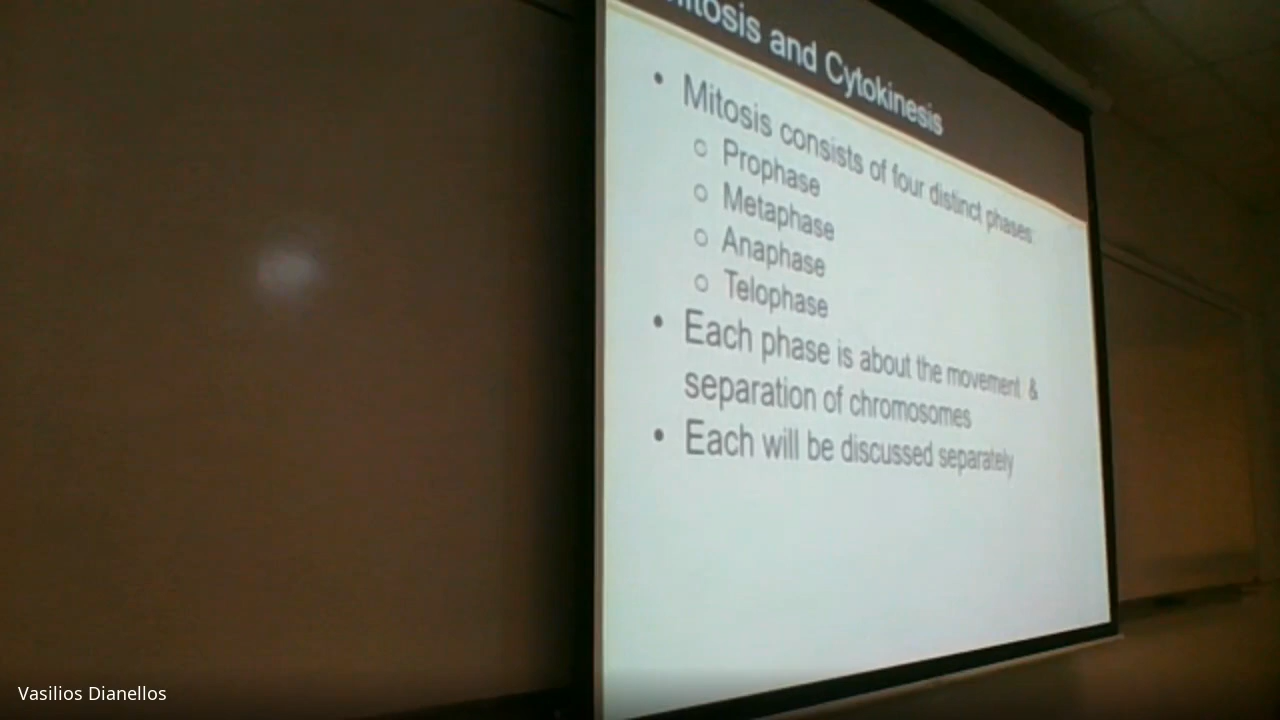 Mitosis and Cytokinesis
• Mitosis consists of four distinct phases:
o Prophase
o Metaphase
o Anaphase
o Telophase
• Each phase is about the movement &
separation of chromosomes
• Each will be discussed separately
Vasilios Dianellos